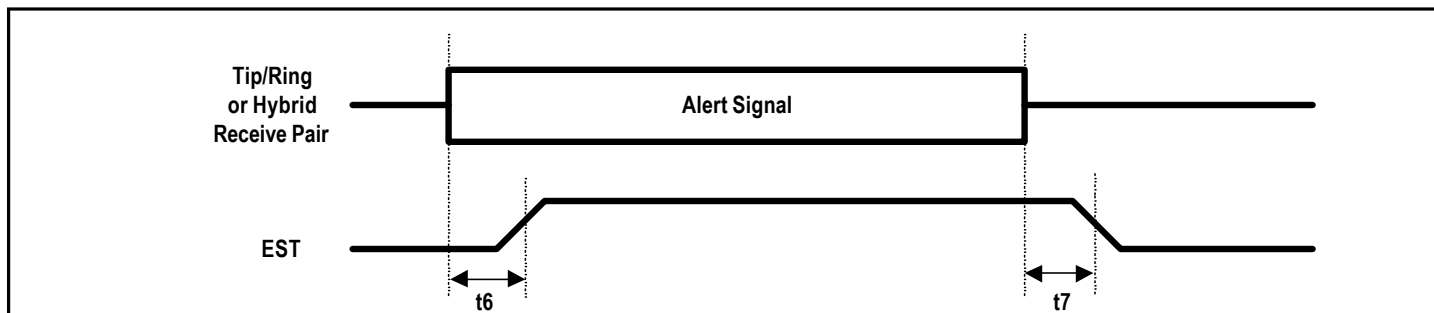 Tip/Ring
or Hybrid
Receive Pair
Alert Signal
EST
t6
t7